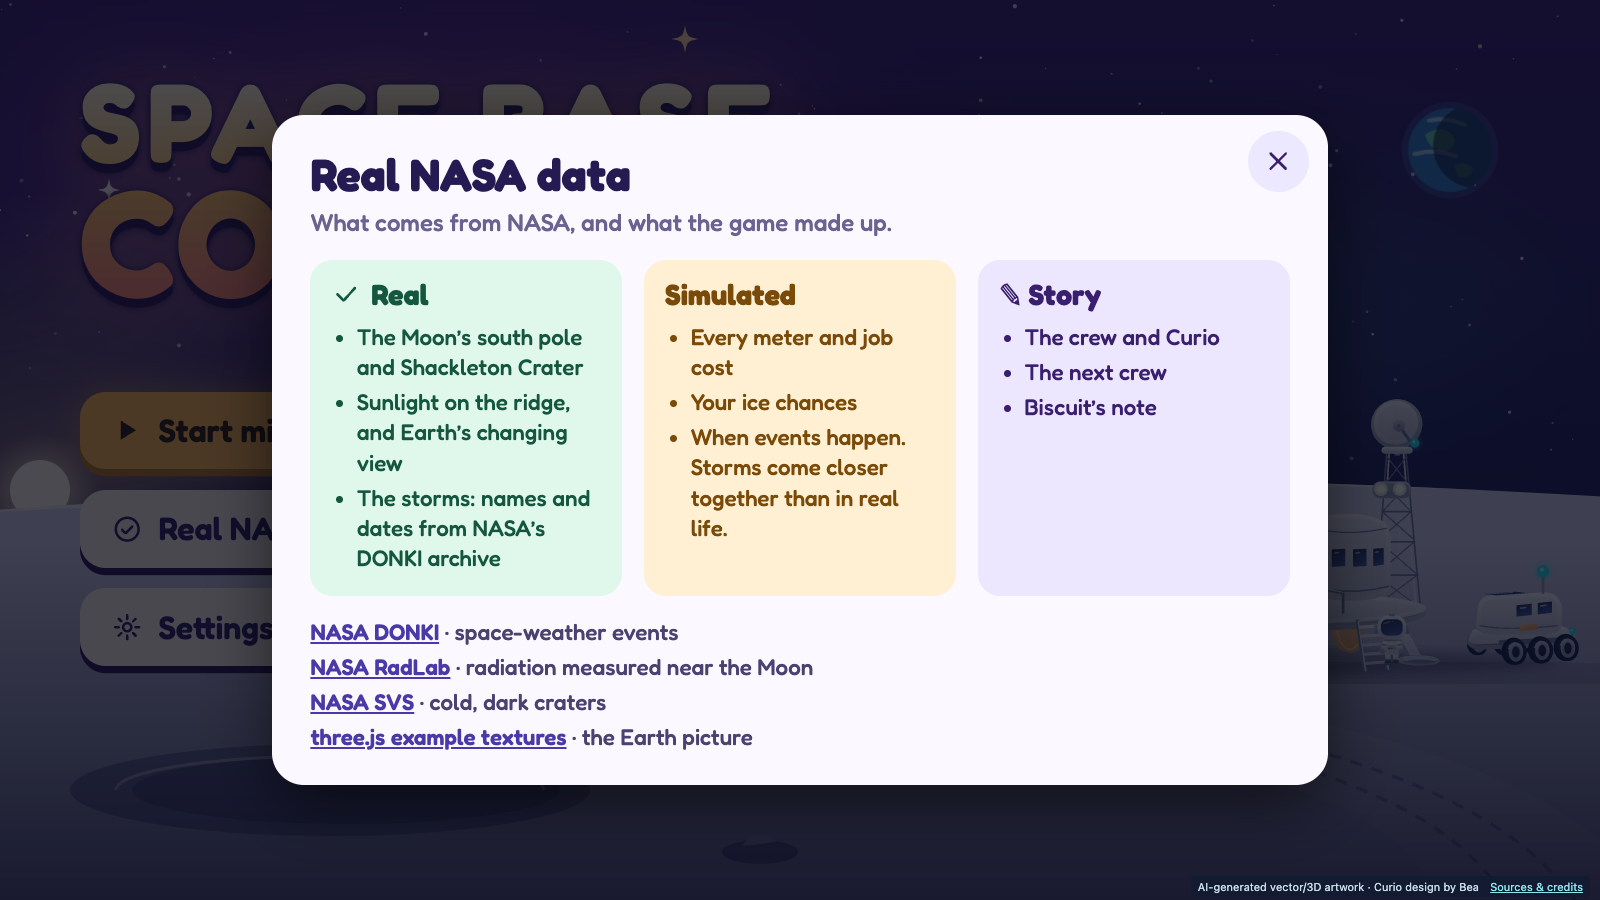 SPACE BASE
CO
Real NASA data
What comes from NASA, and what the game made up.
Real
The Moon's south pole
and Shackleton Crater
Sunlight on the ridge,
and Earth's changing
view
The storms: names and
dates from NASA's
DONKI archive
Simulated
Every meter and job
cost
Your ice chances
When events happen.
Storms come closer
together than in real
life.
Story
The crew and Curio
The next crew
Biscuit's note
NASA DONKI · space-weather events
NASA RadLab · radiation measured near the Moon
NASA SVS · cold, dark craters
three.js example textures · the Earth picture
Start mi
Real NA
Settings
AI-generated vector/3D artwork · Curio design by Bea Sources & credits